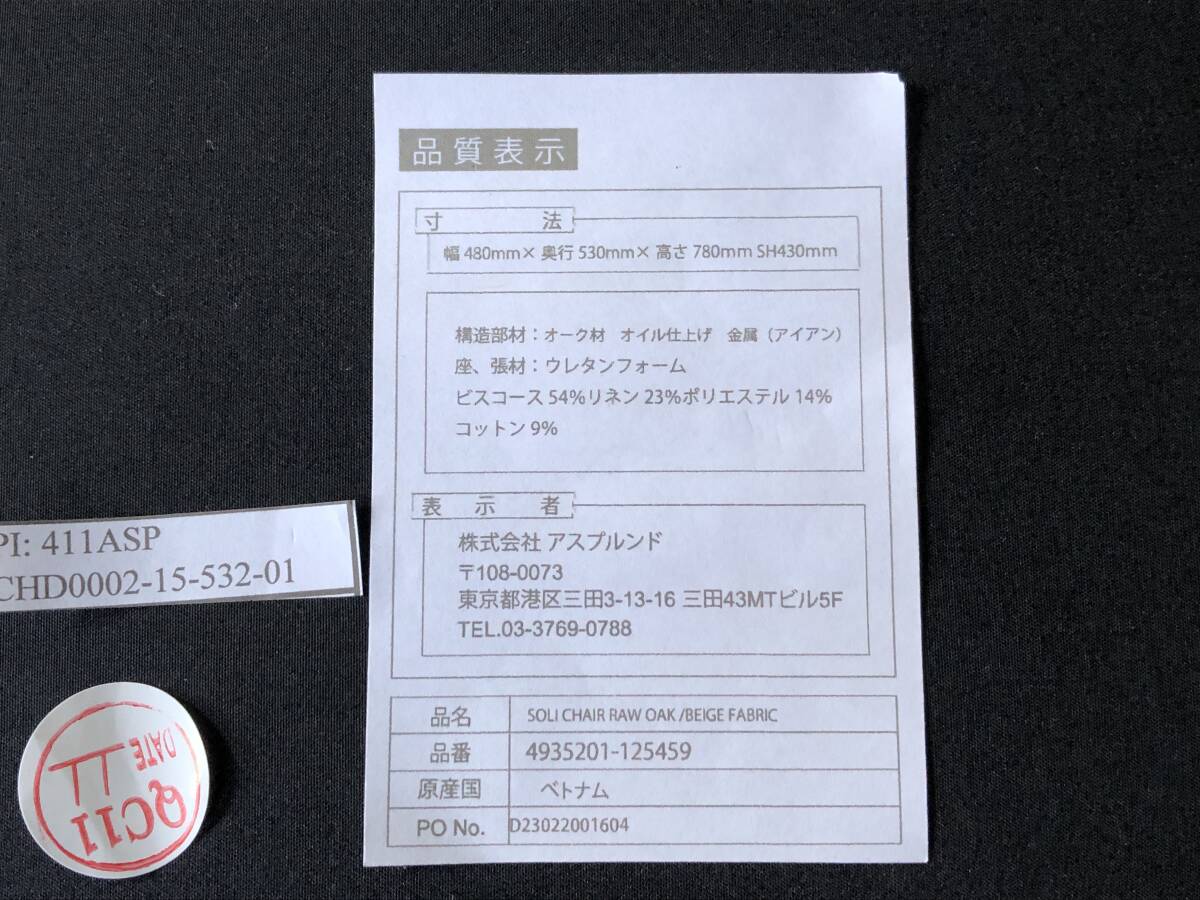 品質表示
寸法
幅 480mm× 奥行 530mm× 高さ 780mm SH430mm
構造部材：オーク材　オイル仕上げ　金属（アイアン）
座、張材：ウレタンフォーム
ビスコース 54%リネン 23%ポリエステル 14%
コットン 9%
表示者
株式会社 アスプルンド
〒108-0073
東京都港区三田3-13-16 三田43MTビル5F
TEL.03-3769-0788
品名 SOLI CHAIR RAW OAK /BEIGE FABRIC
品番 4935201-125459
原産国 ベトナム
PO No. D23022001604
PI: 411ASP
CHD0002-15-532-01
QC11
DATE